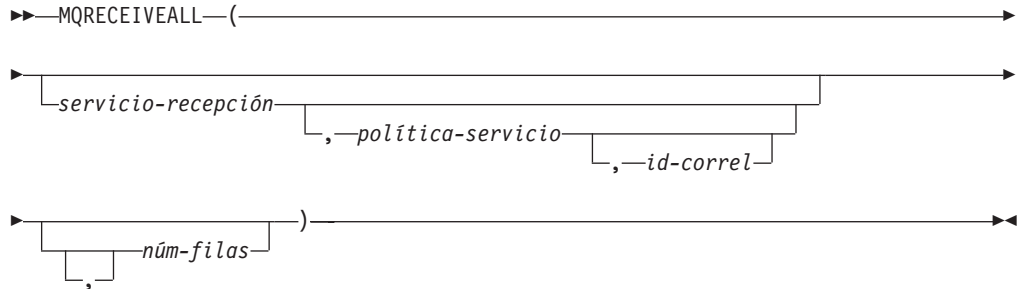 MQRECEIVEALL (
servicio-recepción
, política-servicio
, id-correl
)
núm-filas
,